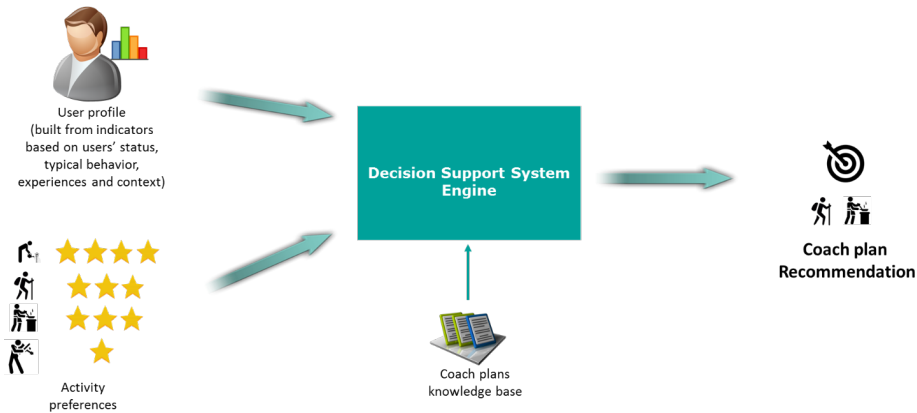 User profile
(built from indicators
based on users’ status,
typical behavior,
experiences and context)
Decision Support System
Engine
Coach plan
Recommendation
Activity
preferences
Coach plans
knowledge base